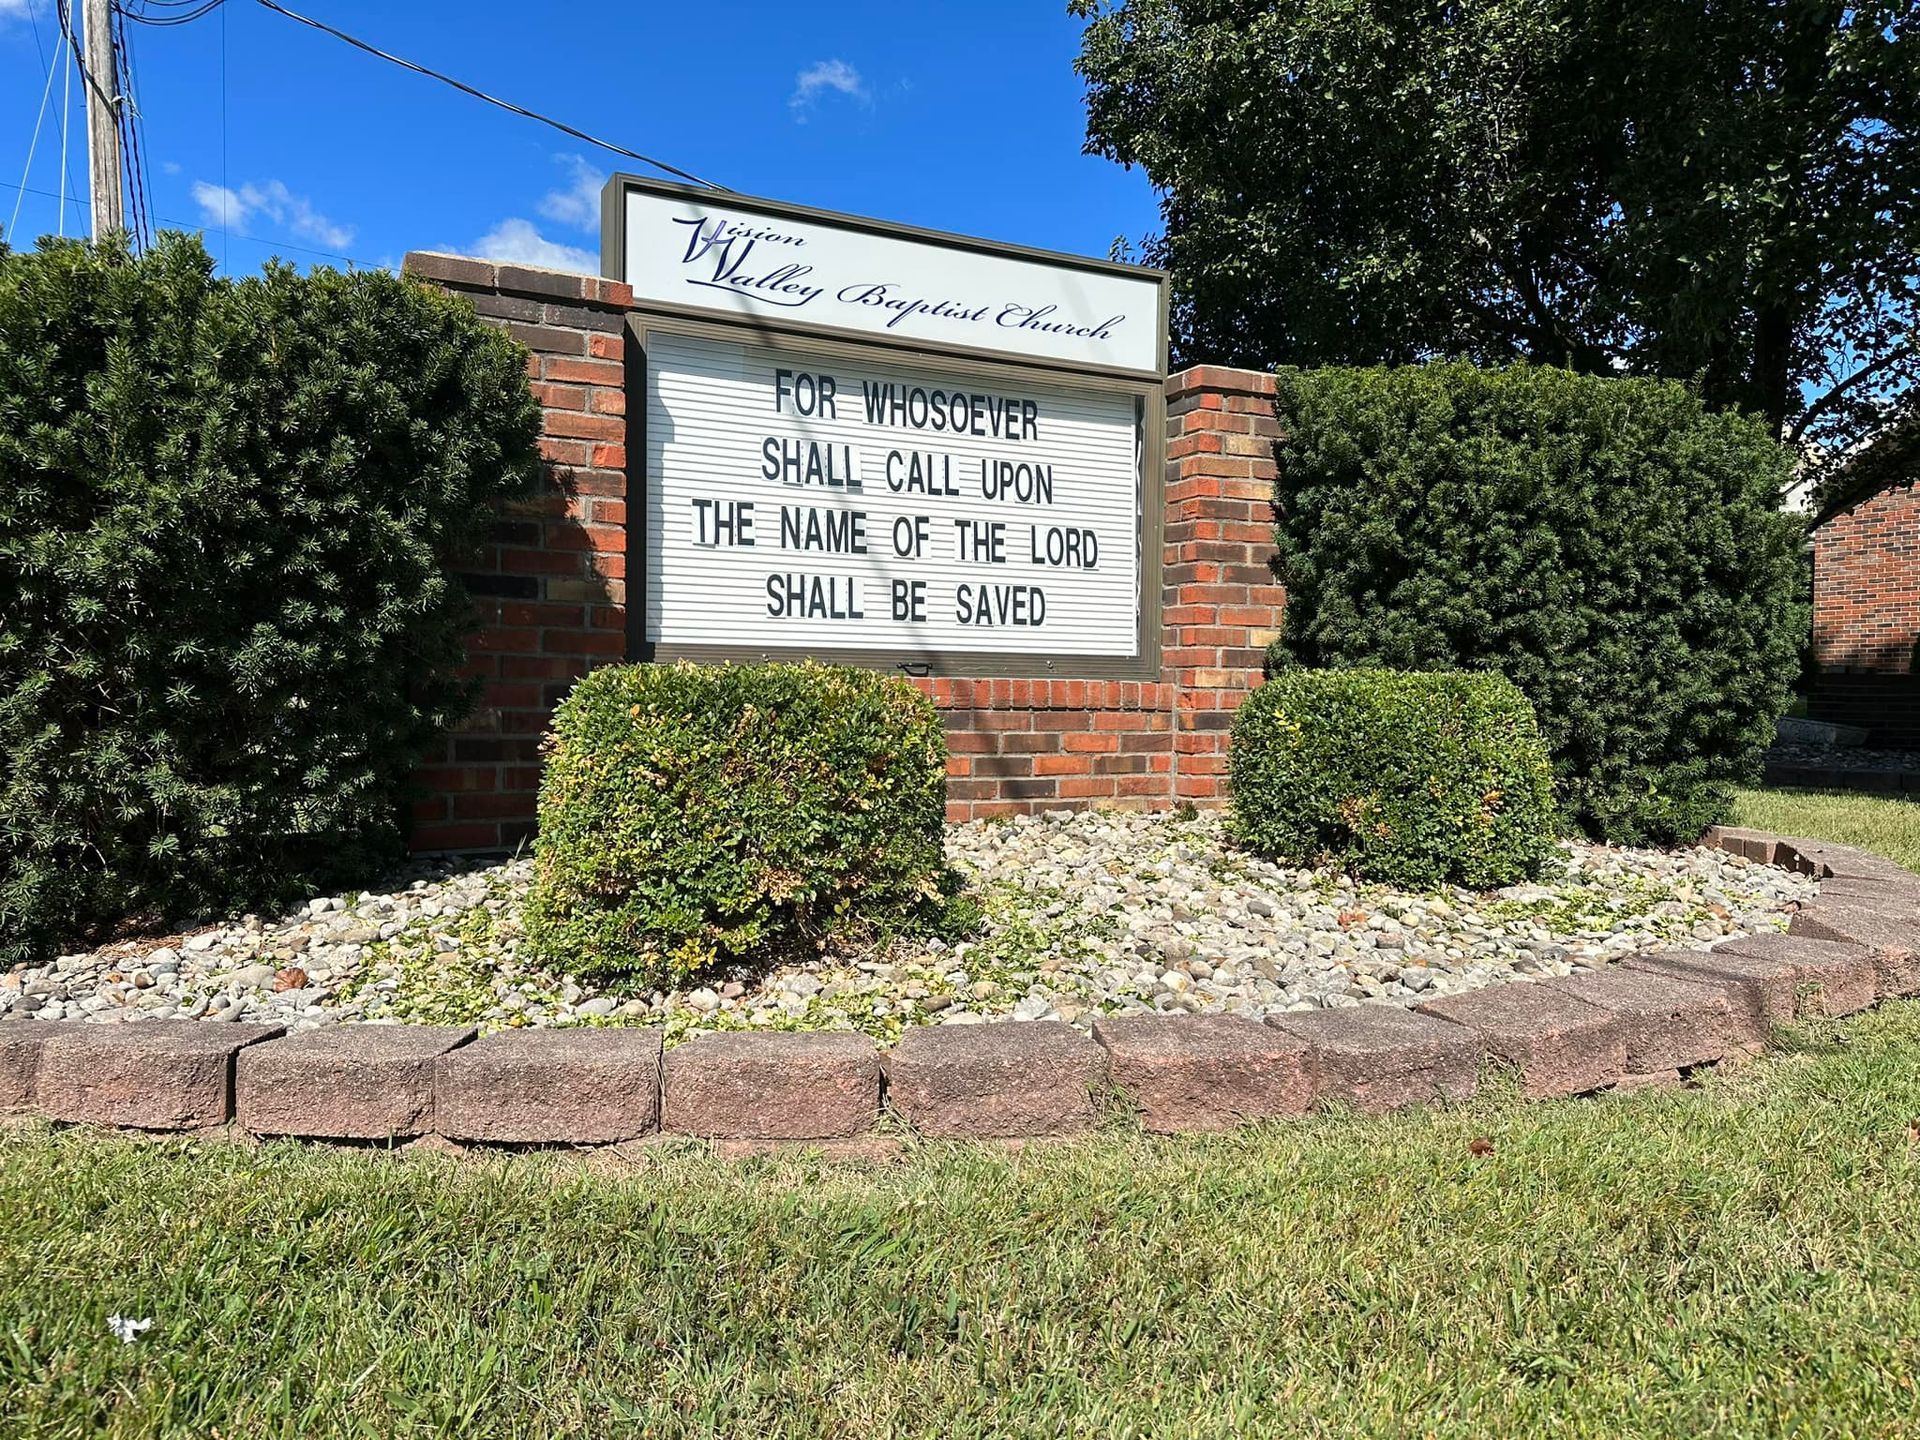 Vision
Valley Baptist Church
FOR WHOSOEVER
SHALL CALL UPON
THE NAME OF THE LORD
SHALL BE SAVED